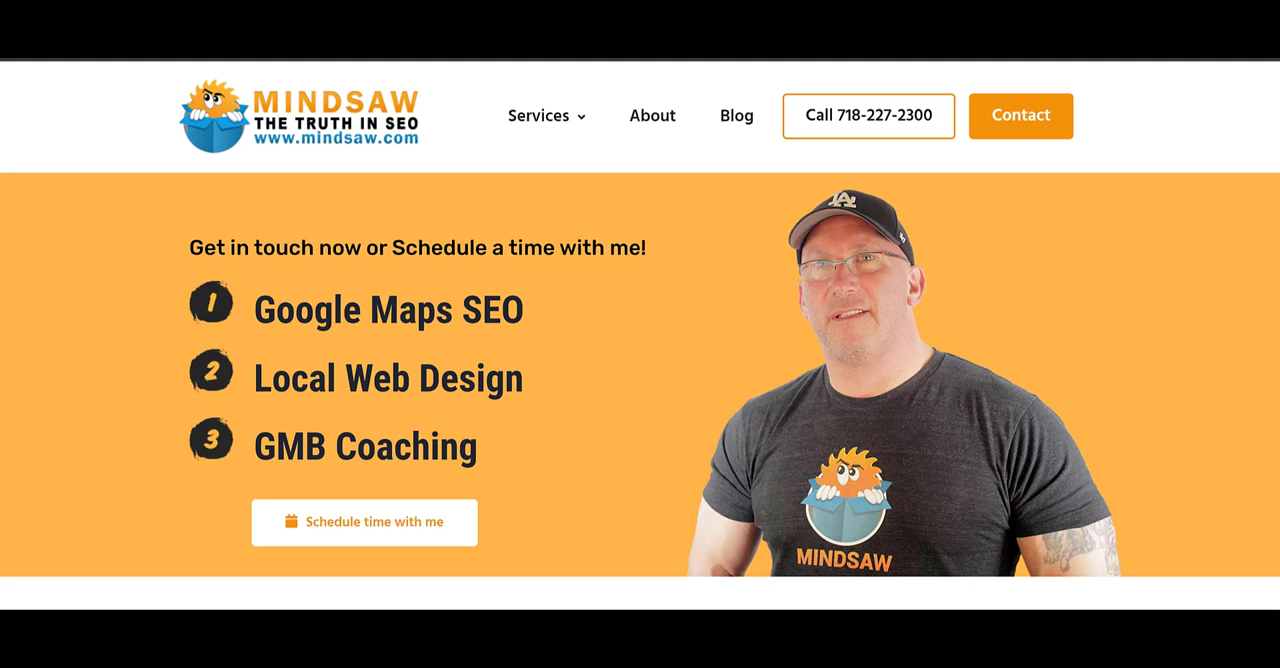 MINDSAW
THE TRUTH IN SEO
www.mindsaw.com
Services
About
Blog
Call 718-227-2300
Contact
Get in touch now or Schedule a time with me!
1 Google Maps SEO
2 Local Web Design
3 GMB Coaching
Schedule time with me
LA
MINDSAW